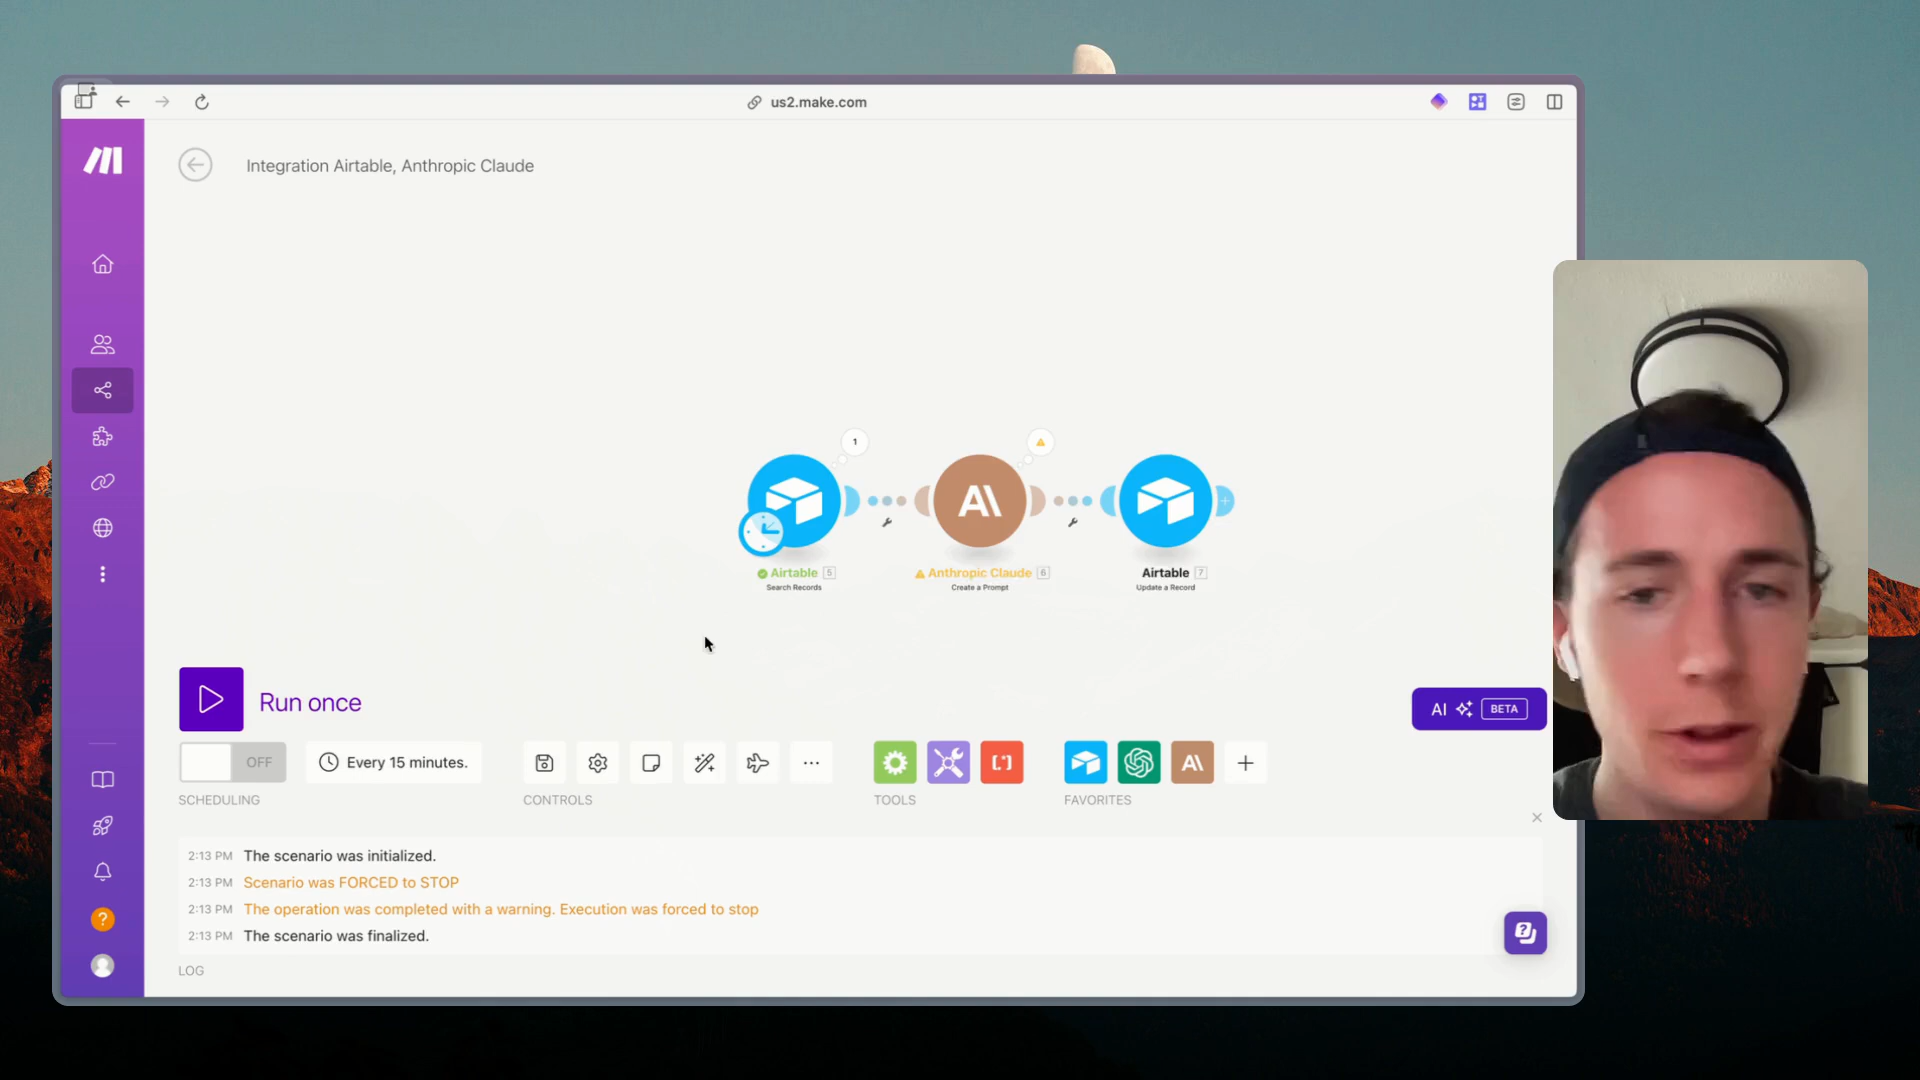 us2.make.com
Integration Airtable, Anthropic Claude
1
Airtable 5
Search Records
Anthropic Claude 6
Create a Prompt
Airtable 7
Update a Record
Run once
AI BETA
OFF
Every 15 minutes.
SCHEDULING
CONTROLS
TOOLS
FAVORITES
2:13 PM The scenario was initialized.
2:13 PM Scenario was FORCED to STOP
2:13 PM The operation was completed with a warning. Execution was forced to stop
2:13 PM The scenario was finalized.
LOG